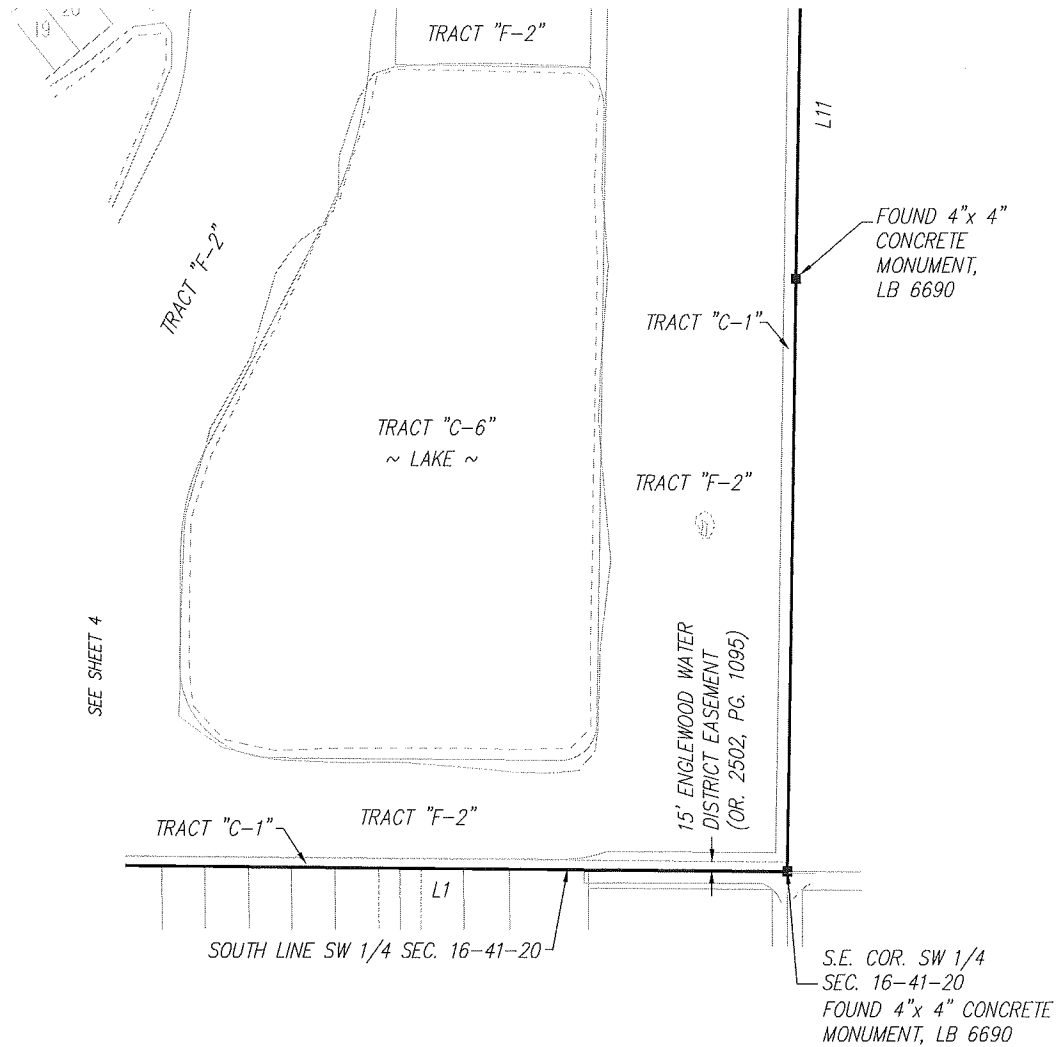 20
19
TRACT "F-2"
L11
FOUND 4"x 4"
CONCRETE
MONUMENT,
LB 6690
TRACT "F-2"
TRACT "C-1"
TRACT "C-6"
~ LAKE ~
TRACT "F-2"
SEE SHEET 4
15' ENGLEWOOD WATER
DISTRICT EASEMENT
(OR. 2502, PG. 1095)
TRACT "C-1"
TRACT "F-2"
L1
SOUTH LINE SW 1/4 SEC. 16-41-20
S.E. COR. SW 1/4
SEC. 16-41-20
FOUND 4"x 4" CONCRETE
MONUMENT, LB 6690